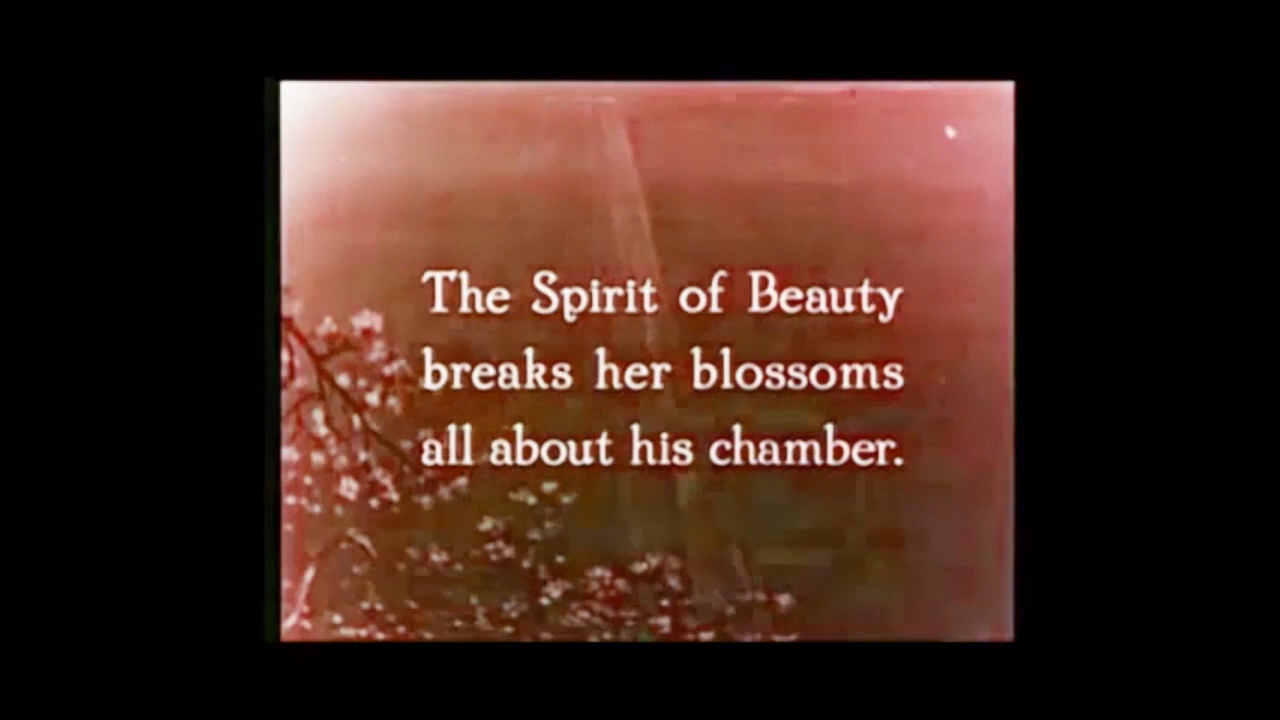 The Spirit of Beauty
breaks her blossoms
all about his chamber.